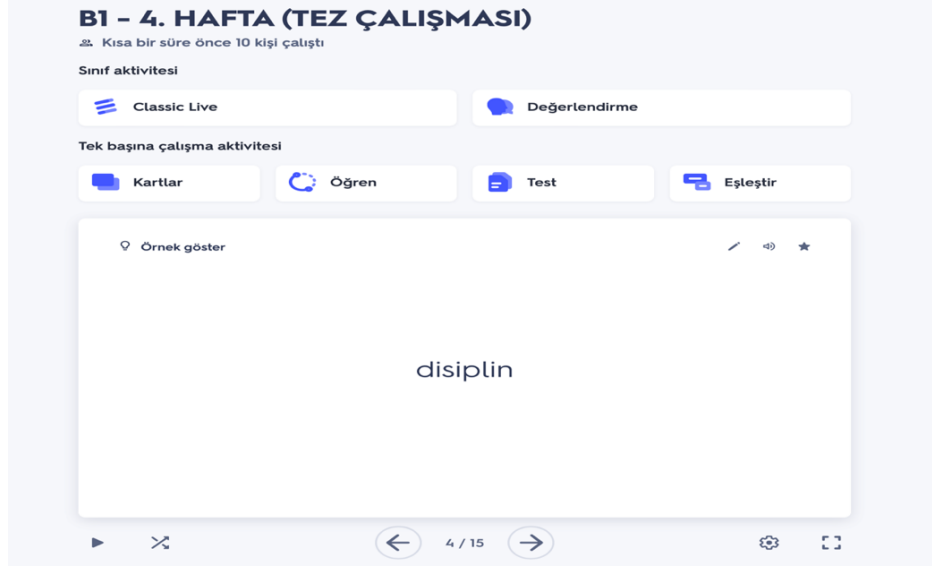 B1 – 4. HAFTA (TEZ ÇALIŞMASI)
Kısa bir süre önce 10 kişi çalıştı
Sınıf aktivitesi
Classic Live
Değerlendirme
Tek başına çalışma aktivitesi
Kartlar
Öğren
Test
Eşleştir
Örnek göster
disiplin
4 / 15